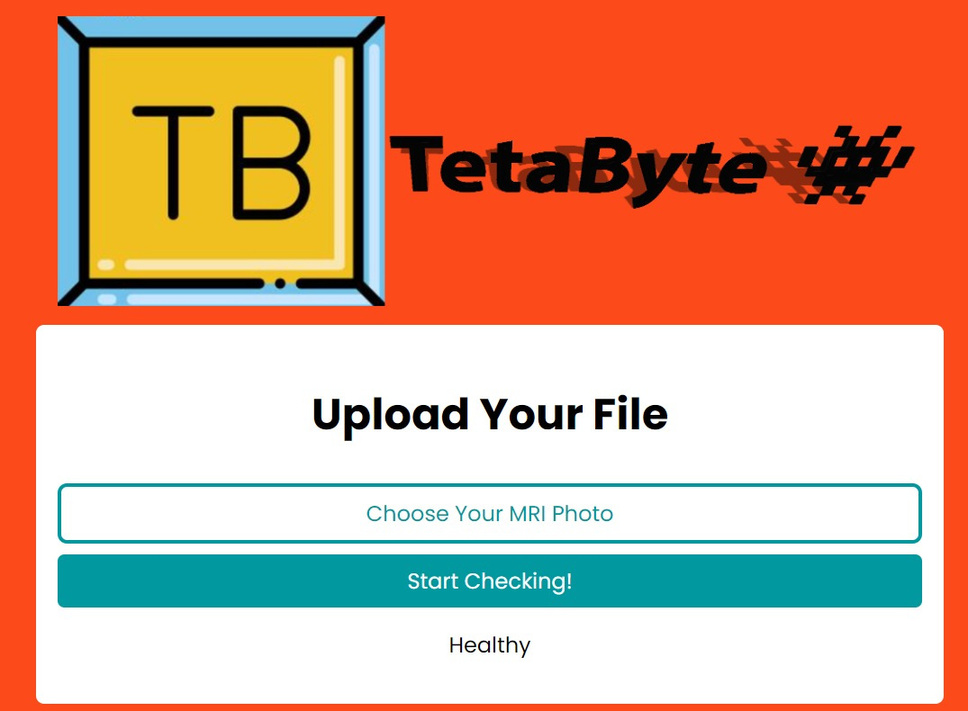 TB
TetaByte #
Upload Your File
Choose Your MRI Photo
Start Checking!
Healthy